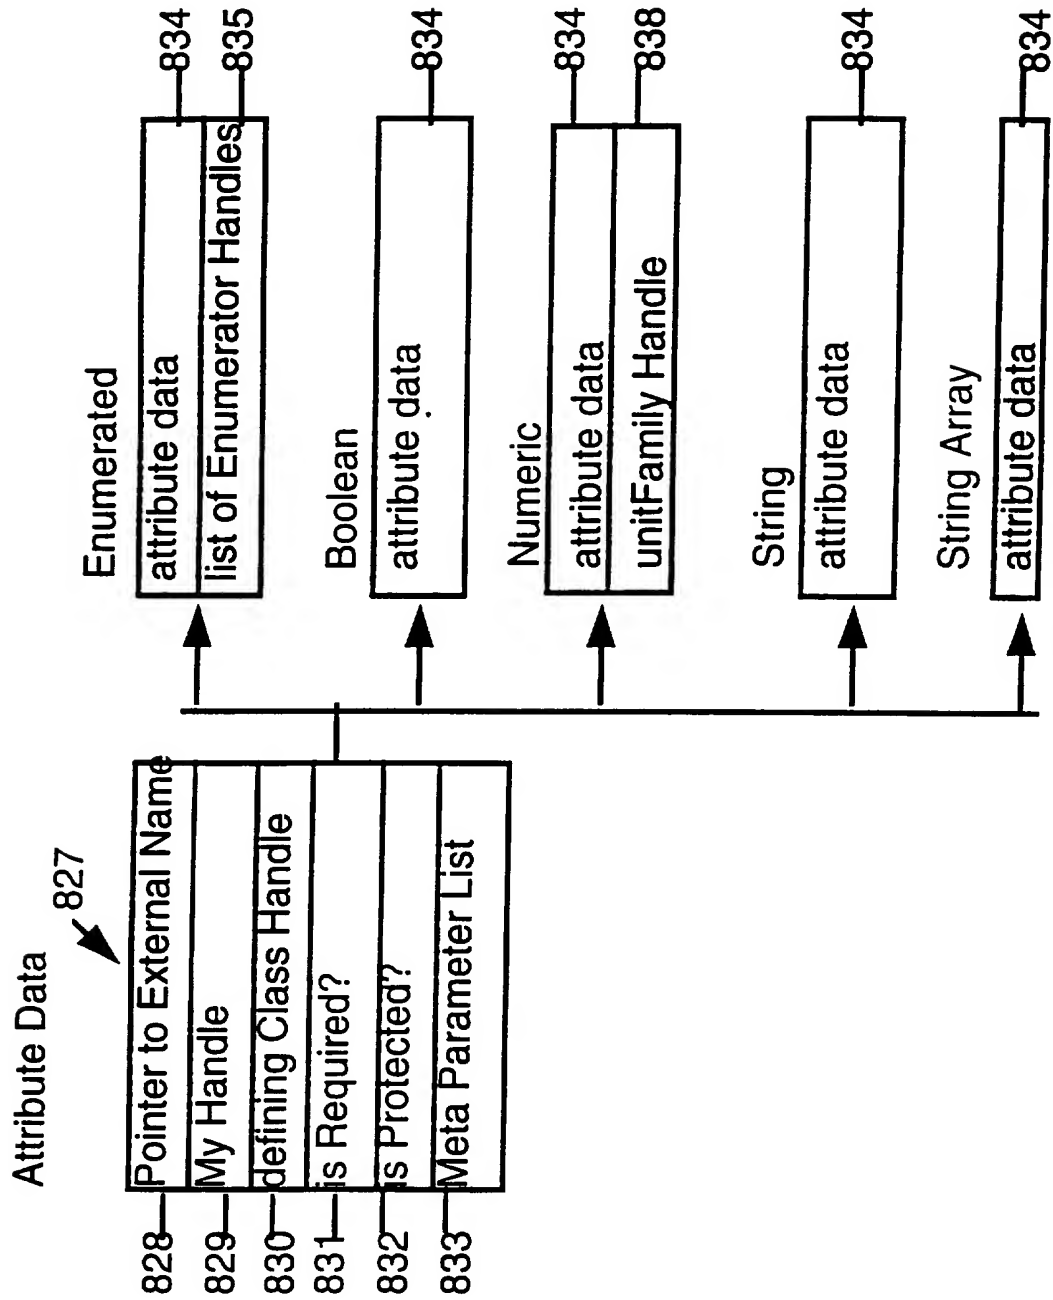 Attribute Data
827
828 Pointer to External Name
829 My Handle
830 defining Class Handle
831 is Required?
832 is Protected?
833 Meta Parameter List
Enumerated
attribute data 834
list of Enumerator Handles 835
Boolean
attribute data 834
Numeric
attribute data 834
unitFamily Handle 838
String
attribute data 834
String Array
attribute data 834